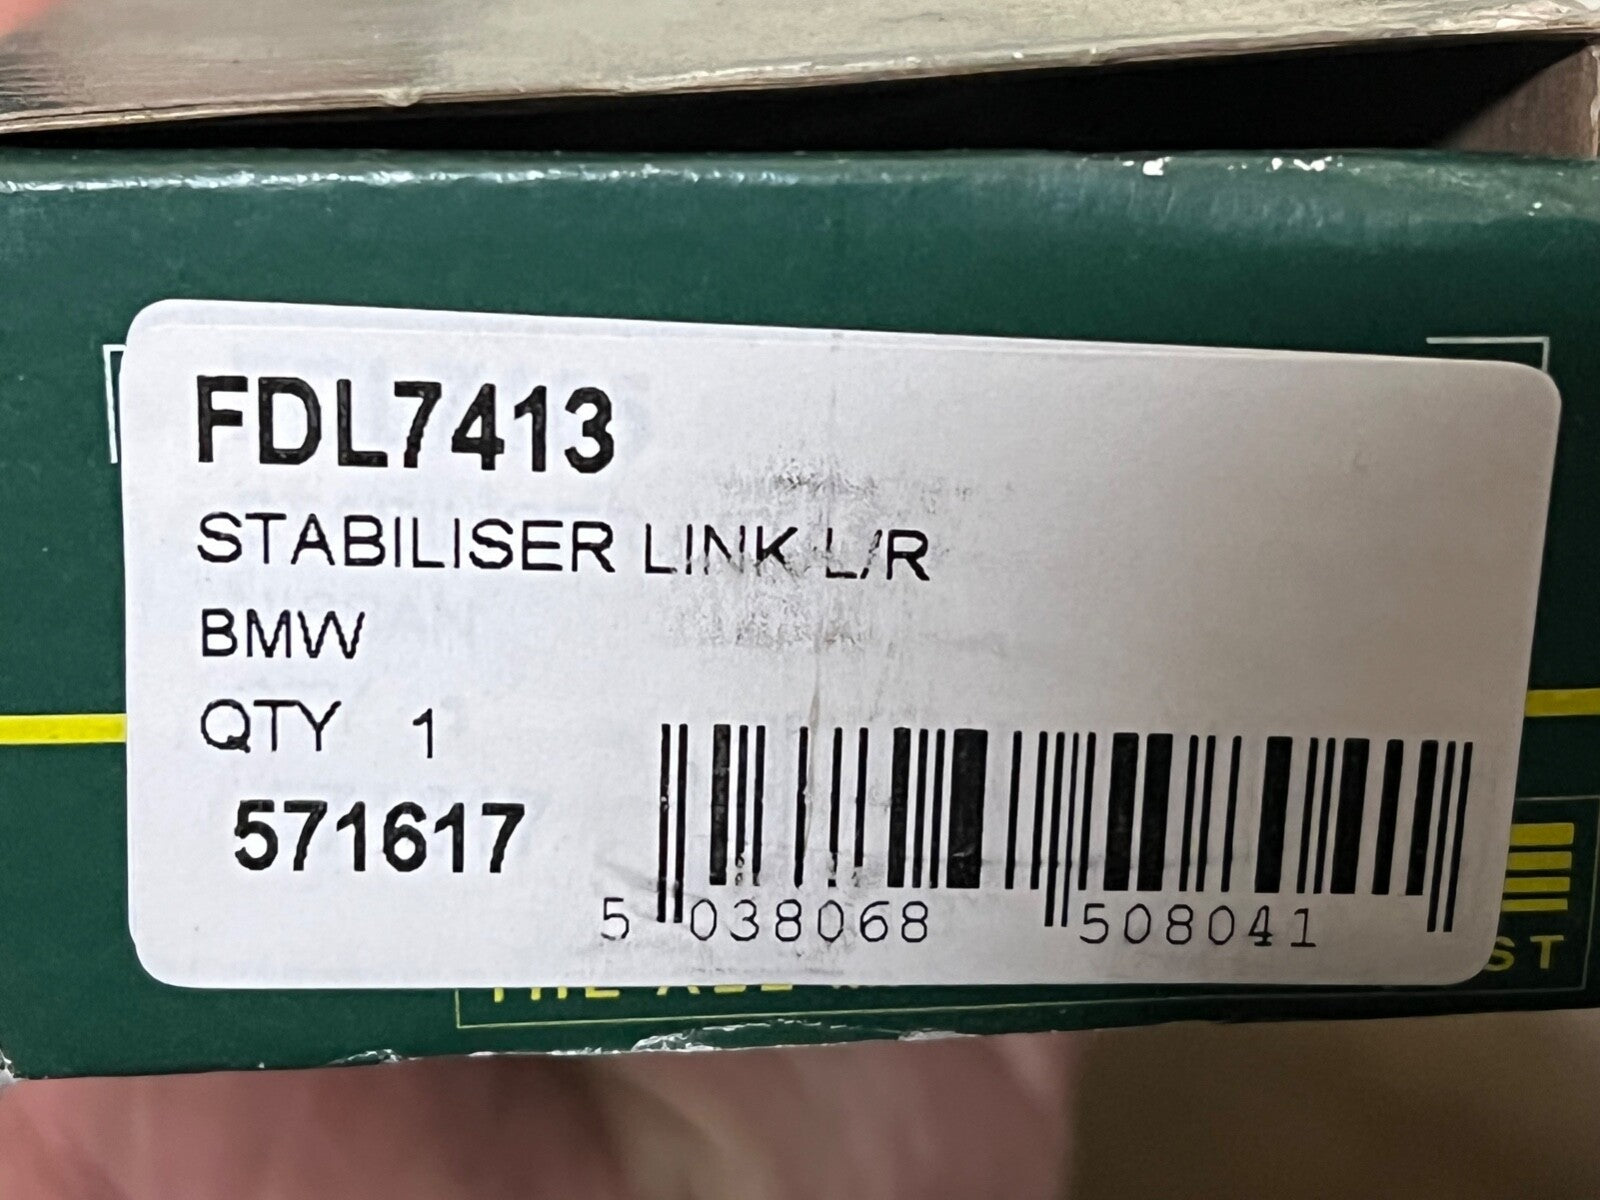 FDL7413
STABILISER LINK L/R
BMW
QTY 1
571617
5 038068 508041